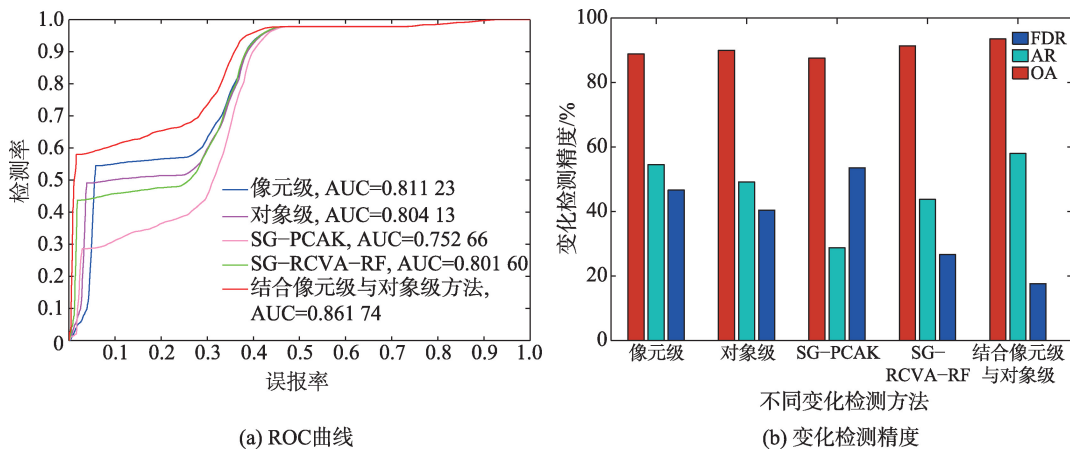 1.0
0.9
0.8
0.7
0.6
0.5
0.4
0.3
0.2
0.1
0
检测率
像元级, AUC=0.811 23
对象级, AUC=0.804 13
SG-PCAK, AUC=0.752 66
SG-RCVA-RF, AUC=0.801 60
结合像元级与对象级方法,
AUC=0.861 74
0.1 0.2 0.3 0.4 0.5 0.6 0.7 0.8 0.9 1.0
误报率
(a) ROC曲线
100
80
60
40
20
0
变化检测精度/%
FDR
AR
OA
像元级 对象级 SG-PCAK SG- 结合像元级
RCVA-RF 与对象级
不同变化检测方法
(b) 变化检测精度